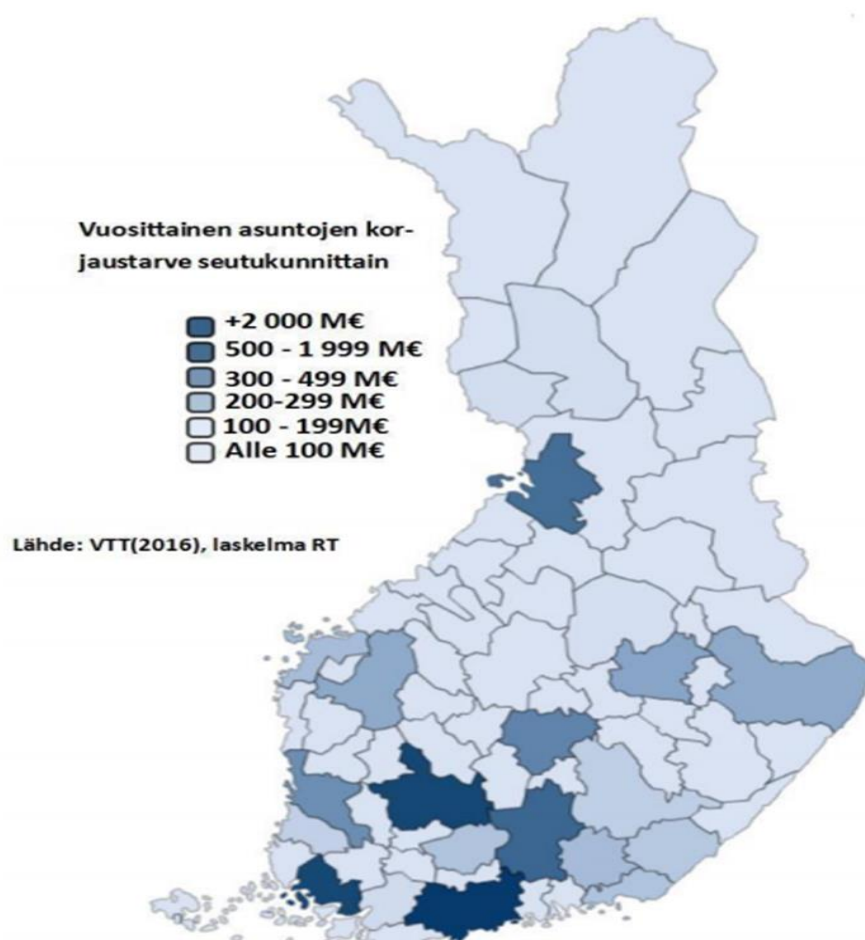 Vuosittainen asuntojen kor-
jaustarve seutukunnittain
+2 000 M€
500 - 1 999 M€
300 - 499 M€
200-299 M€
100 - 199M€
Alle 100 M€
Lähde: VTT(2016), laskelma RT